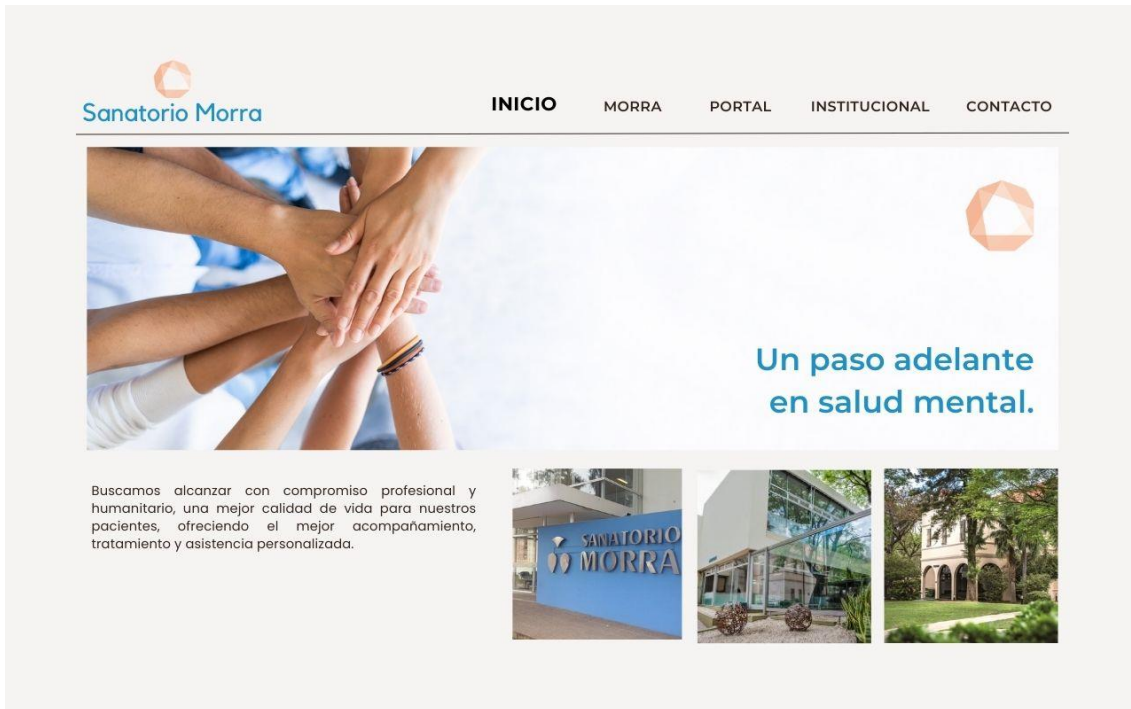 Sanatorio Morra
INICIO
MORRA
PORTAL
INSTITUCIONAL
CONTACTO
Un paso adelante
en salud mental.
Buscamos alcanzar con compromiso profesional y
humanitario, una mejor calidad de vida para nuestros
pacientes, ofreciendo el mejor acompañamiento,
tratamiento y asistencia personalizada.
SANATORIO
MORRA